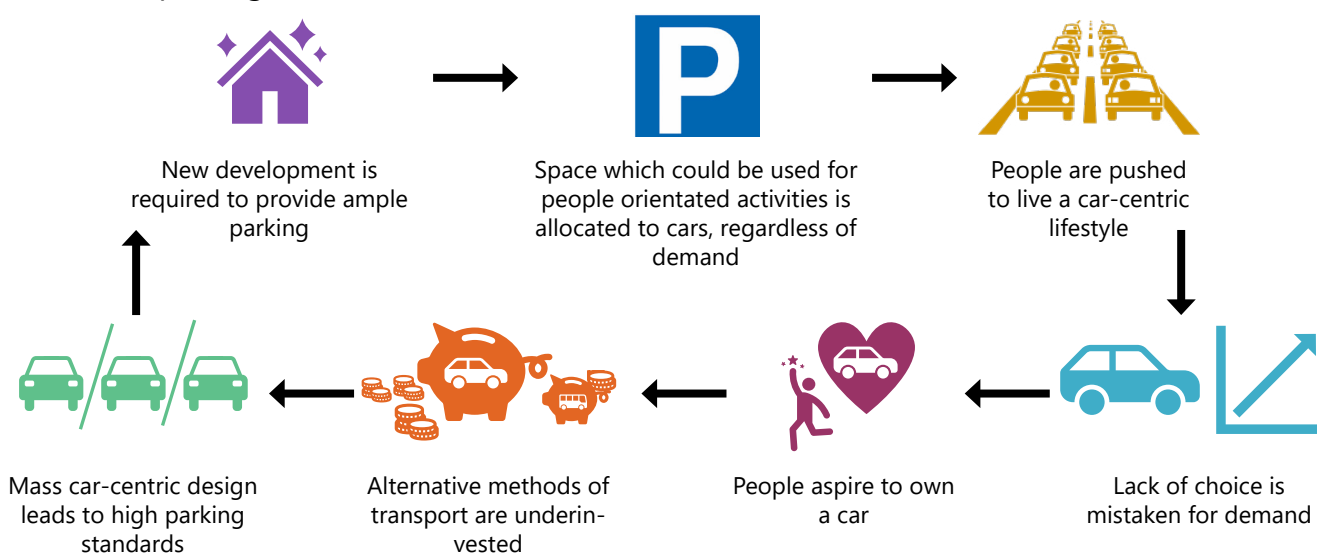 New development is
required to provide ample
parking
P
Space which could be used for
people orientated activities is
allocated to cars, regardless of
demand
People are pushed
to live a car-centric
lifestyle
Lack of choice is
mistaken for demand
People aspire to own
a car
Alternative methods of
transport are underin-
vested
Mass car-centric design
leads to high parking
standards